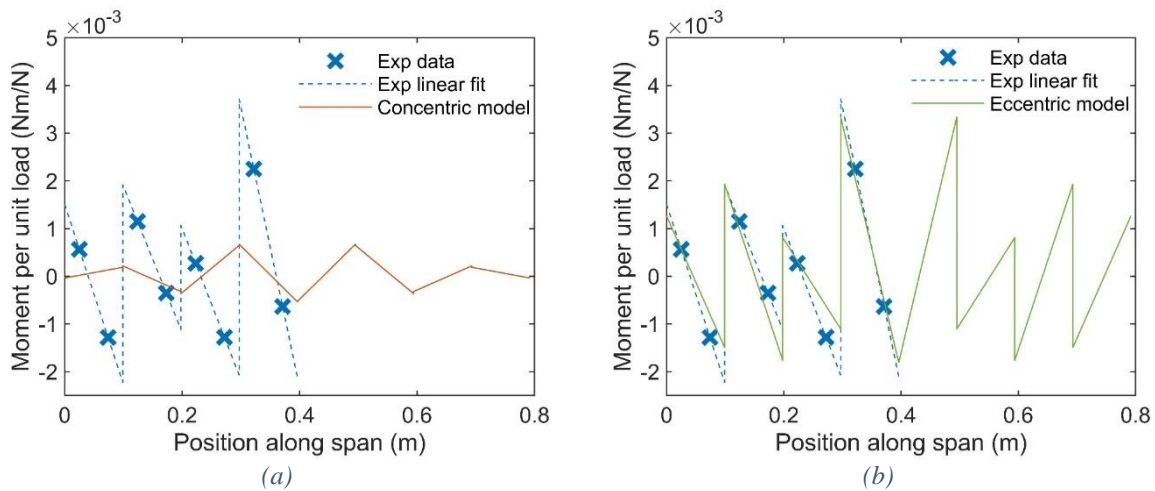 ×10⁻³
5
4
3
2
1
0
-1
-2
Moment per unit load (Nm/N)
Exp data
Exp linear fit
Concentric model
0 0.2 0.4 0.6 0.8
Position along span (m)
(a)
×10⁻³
5
4
3
2
1
0
-1
-2
Moment per unit load (Nm/N)
Exp data
Exp linear fit
Eccentric model
0 0.2 0.4 0.6 0.8
Position along span (m)
(b)